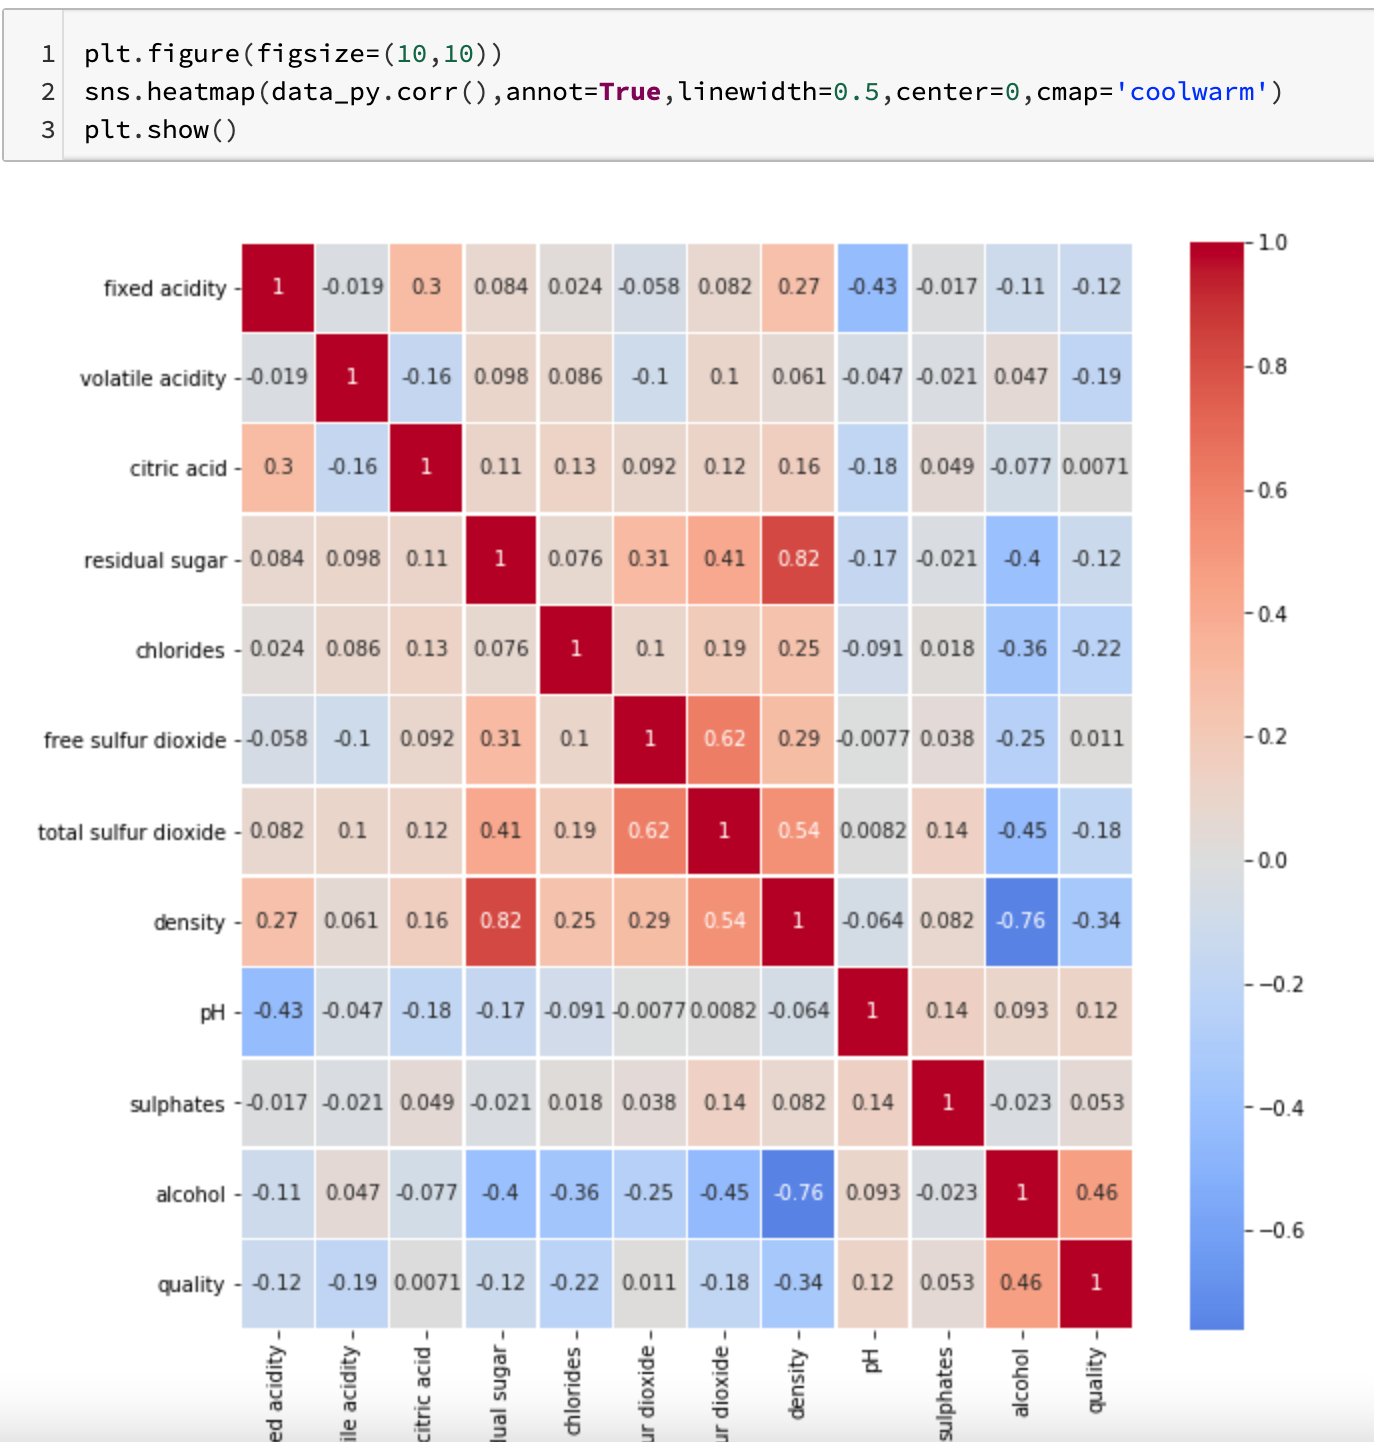 1 plt.figure(figsize=(10,10))
2 sns.heatmap(data_py.corr(),annot=True,linewidth=0.5,center=0,cmap='coolwarm')
3 plt.show()
1.0
fixed acidity 1 -0.019 0.3 0.084 0.024 -0.058 0.082 0.27 -0.43 -0.017 -0.11 -0.12
0.8
volatile acidity -0.019 1 -0.16 0.098 0.086 -0.1 0.1 0.061 -0.047 -0.021 0.047 -0.19
citric acid 0.3 -0.16 1 0.11 0.13 0.092 0.12 0.16 -0.18 0.049 -0.077 0.0071
0.6
residual sugar 0.084 0.098 0.11 1 0.076 0.31 0.41 0.82 -0.17 -0.021 -0.4 -0.12
0.4
chlorides 0.024 0.086 0.13 0.076 1 0.1 0.19 0.25 -0.091 0.018 -0.36 -0.22
0.2
free sulfur dioxide -0.058 -0.1 0.092 0.31 0.1 1 0.62 0.29 -0.0077 0.038 -0.25 0.011
total sulfur dioxide 0.082 0.1 0.12 0.41 0.19 0.62 1 0.54 0.0082 0.14 -0.45 -0.18
0.0
density 0.27 0.061 0.16 0.82 0.25 0.29 0.54 1 -0.064 0.082 -0.76 -0.34
−0.2
pH -0.43 -0.047 -0.18 -0.17 -0.091 -0.0077 0.0082 -0.064 1 0.14 0.093 0.12
sulphates -0.017 -0.021 0.049 -0.021 0.018 0.038 0.14 0.082 0.14 1 -0.023 0.053
−0.4
alcohol -0.11 0.047 -0.077 -0.4 -0.36 -0.25 -0.45 -0.76 0.093 -0.023 1 0.46
−0.6
quality -0.12 -0.19 0.0071 -0.12 -0.22 0.011 -0.18 -0.34 0.12 0.053 0.46 1
ed acidity
ile acidity
citric acid
lual sugar
chlorides
ur dioxide
ur dioxide
density
pH
sulphates
alcohol
quality